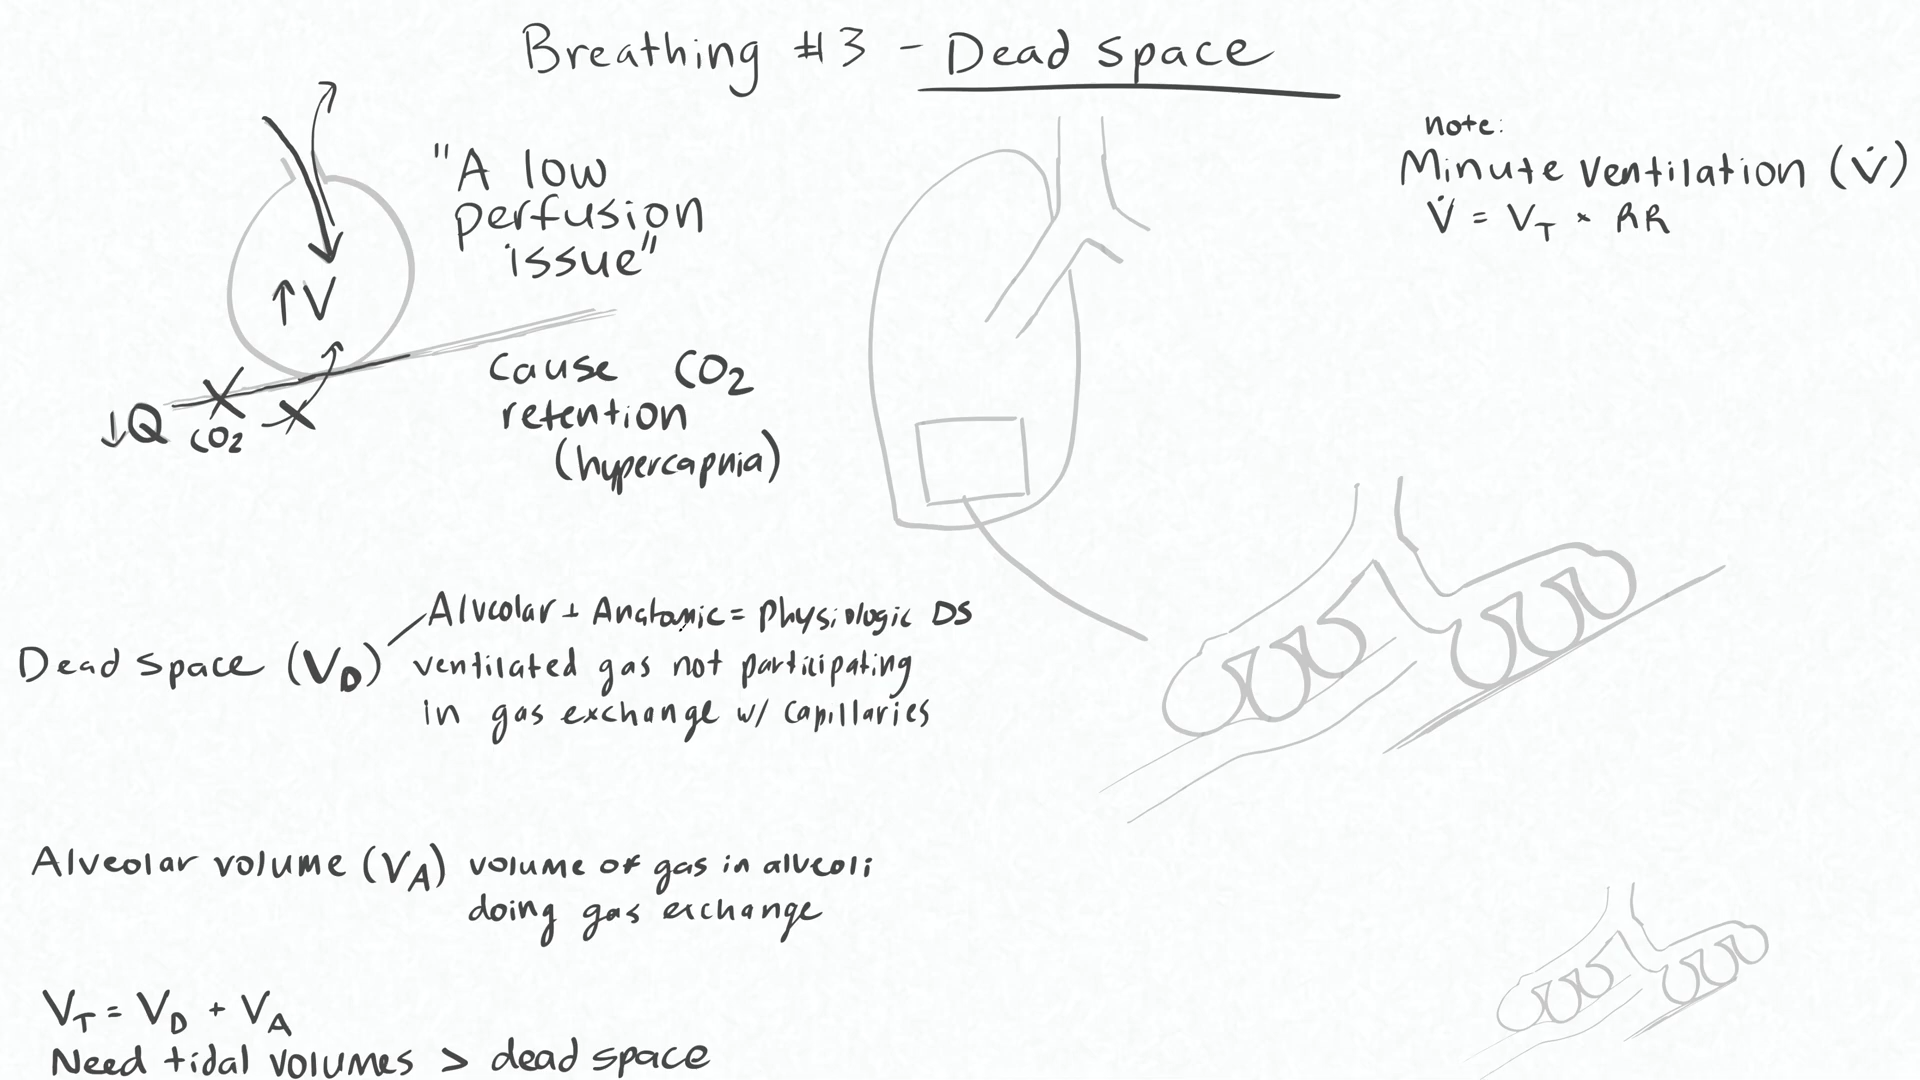 Breathing #3 - Dead space
note:
Minute ventilation (V̇)
V̇ = VT × RR
"A low
perfusion
issue"
↑V
↓Q
CO2
Cause CO2
retention
(hypercapnia)
Alveolar + Anatomic = Physiologic DS
Dead space (VD) ventilated gas not participating
in gas exchange w/ capillaries
Alveolar volume (VA) volume of gas in alveoli
doing gas exchange
VT = VD + VA
Need tidal volumes > dead space